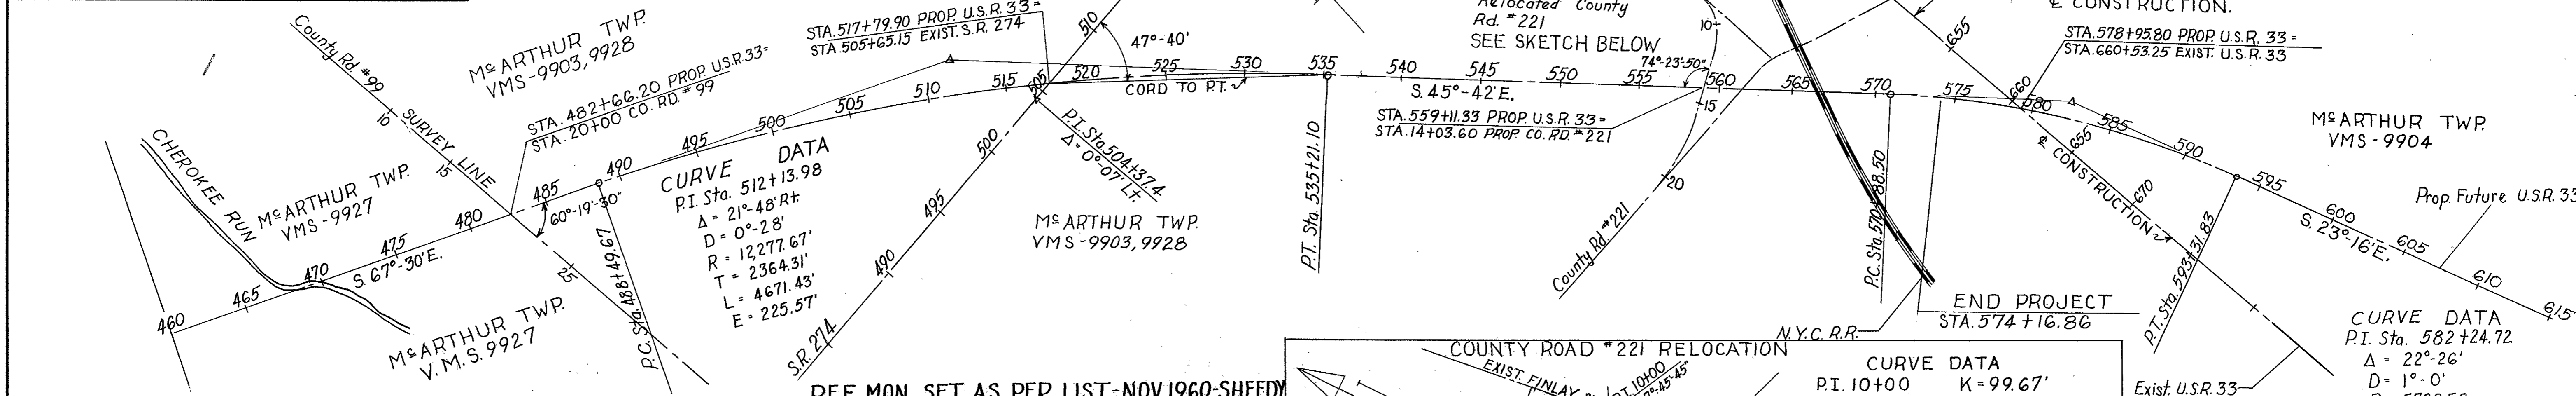 County Rd. #99
SURVEY LINE
10
15
25
CHEROKEE RUN
McARTHUR TWP.
VMS-9903,9928
McARTHUR TWP.
VMS-9927
McARTHUR TWP.
V.M.S. 9927
STA. 482+66.20 PROP. U.S.R. 33=
STA. 20+00 CO. RD. #99
STA. 517+79.90 PROP. U.S.R. 33=
STA. 505+65.15 EXIST. S.R. 274
460
465
470
475
480
485
490
495
500
505
510
515
520
525
530
535
540
545
550
555
560
565
570
575
580
585
590
595
600
605
610
615
S. 67°-30'E.
60°-19'-30"
P.C. Sta. 488+49.67
CURVE DATA
P.I. Sta. 512+13.98
Δ = 21°-48' Rt.
D = 0°-28'
R = 12,277.67'
T = 2364.31'
L = 4671.43'
E = 225.57'
S.R. 274
490
495
500
505
510
47°-40'
CORD TO P.T.
P.I. Sta. 504+37.4
Δ = 0°-07' Lt.
McARTHUR TWP.
VMS-9903,9928
P.T. Sta. 535+21.10
Relocated County
Rd. #221
SEE SKETCH BELOW
10
74°-23'-50"
15
20
S. 45°-42'E.
STA. 559+11.33 PROP. U.S.R. 33=
STA. 14+03.60 PROP. CO. RD. #221
County Rd. #221
P.C. Sta. 570+88.50
N.Y.C. R.R.
END PROJECT
STA. 574+16.86
℄ CONSTRUCTION.
STA. 578+95.80 PROP. U.S.R. 33=
STA. 660+53.25 EXIST. U.S.R. 33
655
660
655
670
℄ CONSTRUCTION
McARTHUR TWP.
VMS-9904
P.T. Sta. 593+31.83
S. 23°-16'E.
Prop. Future U.S.R. 33
Exist. U.S.R. 33
CURVE DATA
P.I. Sta. 582+24.72
Δ = 22°-26'
D = 1°-0'
REF. MON. SET AS PER LIST-NOV. 1960-SHEEDY
COUNTY ROAD #221 RELOCATION
EXIST. FINLAY
P.I. 10+00
CURVE DATA
P.I. 10+00 K=99.67'